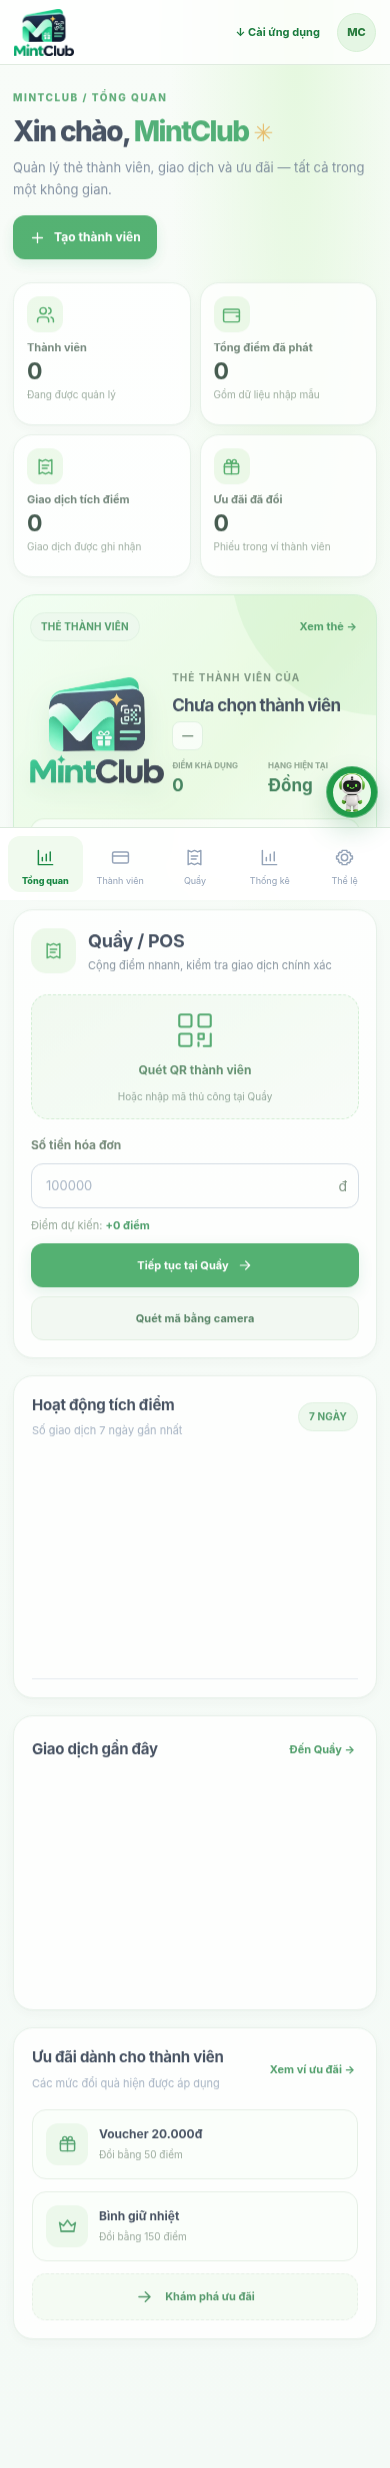 MintClub
↓ Cài ứng dụng
MC
MINTCLUB / TỔNG QUAN
Xin chào, MintClub
Quản lý thẻ thành viên, giao dịch và ưu đãi — tất cả trong
một không gian.
+ Tạo thành viên
Thành viên
0
Đang được quản lý
Tổng điểm đã phát
0
Gồm dữ liệu nhập mẫu
Giao dịch tích điểm
0
Giao dịch được ghi nhận
Ưu đãi đã đổi
0
Phiếu trong ví thành viên
THẺ THÀNH VIÊN
Xem thẻ →
MintClub
THẺ THÀNH VIÊN CỦA
Chưa chọn thành viên
—
ĐIỂM KHẢ DỤNG
0
HẠNG HIỆN TẠI
Đồng
Tổng quan
Thành viên
Quầy
Thống kê
Thể lệ
Quầy / POS
Cộng điểm nhanh, kiểm tra giao dịch chính xác
Quét QR thành viên
Hoặc nhập mã thủ công tại Quầy
Số tiền hóa đơn
100000
đ
Điểm dự kiến: +0 điểm
Tiếp tục tại Quầy →
Quét mã bằng camera
Hoạt động tích điểm
Số giao dịch 7 ngày gần nhất
7 NGÀY
Giao dịch gần đây
Đến Quầy →
Ưu đãi dành cho thành viên
Các mức đổi quà hiện được áp dụng
Xem ví ưu đãi →
Voucher 20.000đ
Đổi bằng 50 điểm
Bình giữ nhiệt
Đổi bằng 150 điểm
→ Khám phá ưu đãi